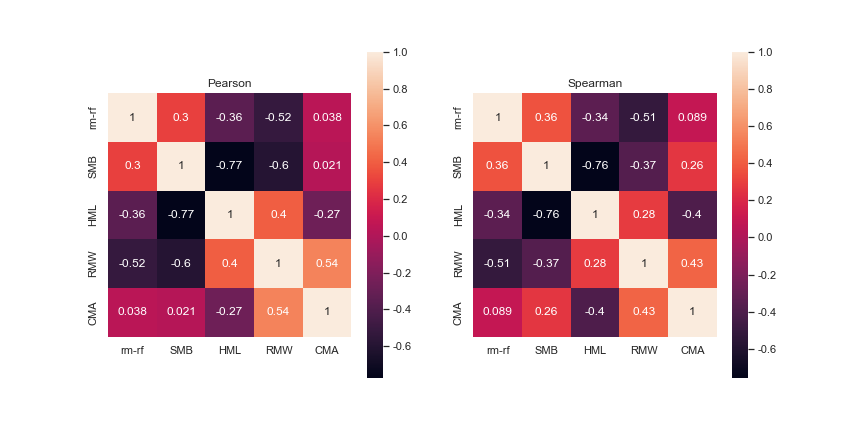 Pearson
rm-rf 1 0.3 -0.36 -0.52 0.038
SMB 0.3 1 -0.77 -0.6 0.021
HML -0.36 -0.77 1 0.4 -0.27
RMW -0.52 -0.6 0.4 1 0.54
CMA 0.038 0.021 -0.27 0.54 1
rm-rf SMB HML RMW CMA
1.0
0.8
0.6
0.4
0.2
0.0
-0.2
-0.4
-0.6
Spearman
rm-rf 1 0.36 -0.34 -0.51 0.089
SMB 0.36 1 -0.76 -0.37 0.26
HML -0.34 -0.76 1 0.28 -0.4
RMW -0.51 -0.37 0.28 1 0.43
CMA 0.089 0.26 -0.4 0.43 1
rm-rf SMB HML RMW CMA
1.0
0.8
0.6
0.4
0.2
0.0
-0.2
-0.4
-0.6